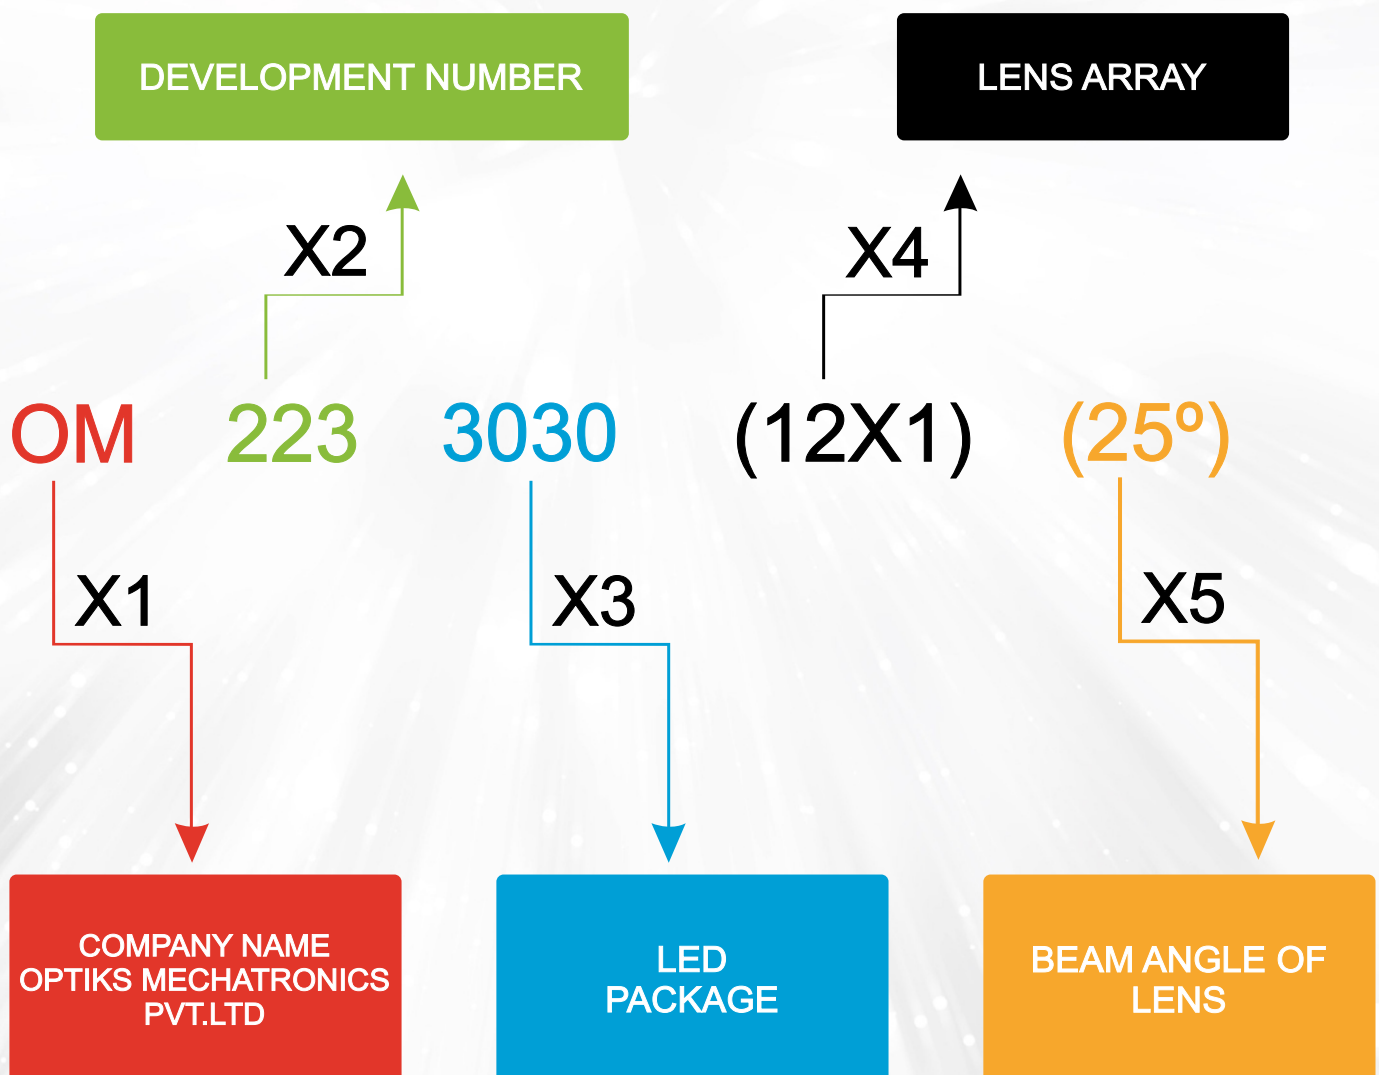 DEVELOPMENT NUMBER
LENS ARRAY
X2
X4
OM 223 3030 (12X1) (25º)
X1
X3
X5
COMPANY NAME
OPTIKS MECHATRONICS
PVT.LTD
LED
PACKAGE
BEAM ANGLE OF
LENS